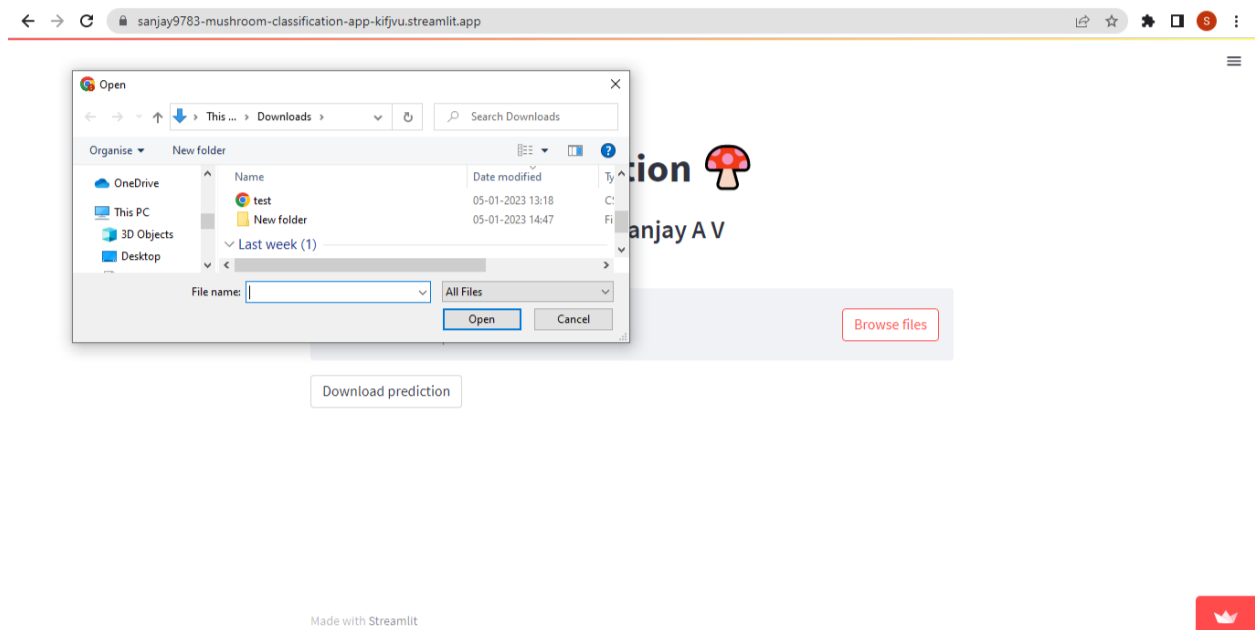 sanjay9783-mushroom-classification-app-kifjvu.streamlit.app
S
Open
This ... › Downloads ›
Search Downloads
Organise
New folder
?
OneDrive
This PC
3D Objects
Desktop
Name
Date modified
Ty
test
05-01-2023 13:18
New folder
05-01-2023 14:47
Fi
Last week (1)
File name:
All Files
Open
Cancel
tion
anjay A V
Browse files
Download prediction
Made with Streamlit